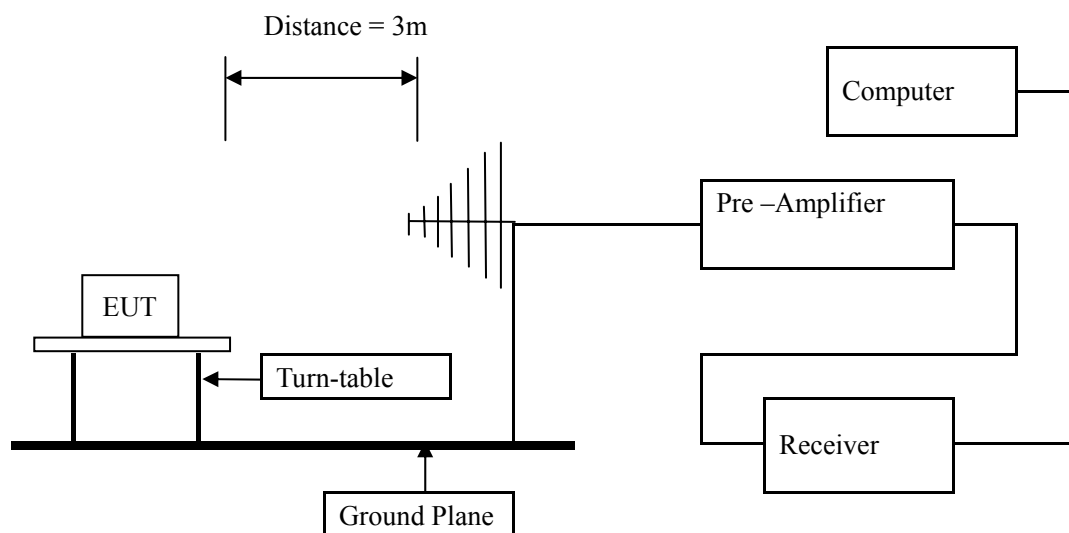 Distance = 3m
Computer
Pre –Amplifier
EUT
Turn-table
Receiver
Ground Plane